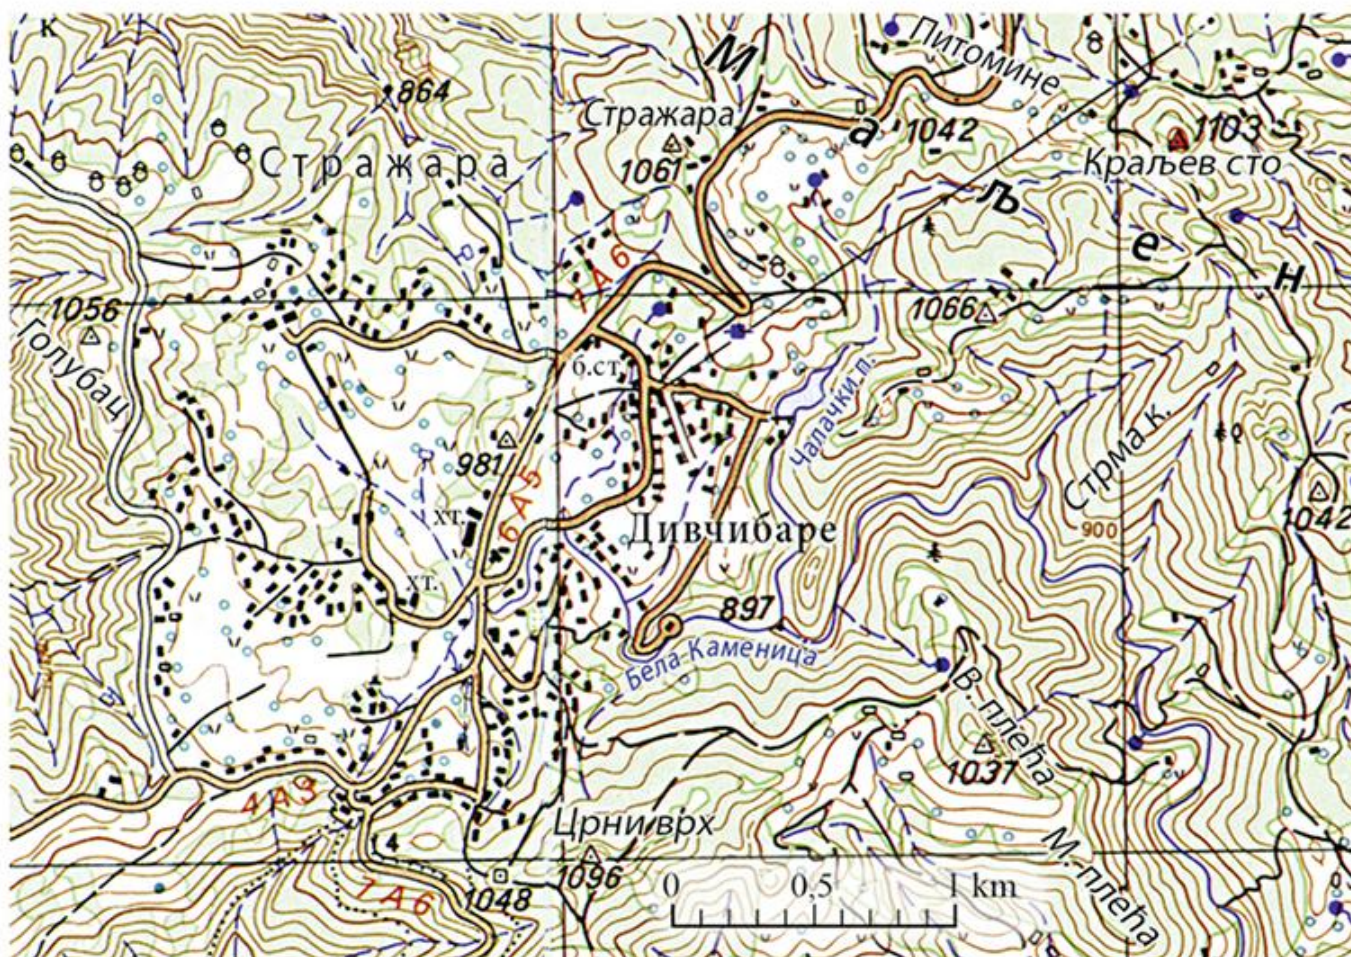 к
М
Питомине
864
Стражара
а
1042
1103
Стражара
1061
Краљев сто
љ
е
н
7 А 6
1056
1066
Голубац
б.ст.
Чалачки п.
981
6 А 5
Стрма к.
хт.
Дивчибаре
900
1042
хт.
897
Бела Каменица
В. плећа
1037
4 А 3
Црни врх
М. плећа
4
1096
7 А 6
1048
0 0,5 1 km